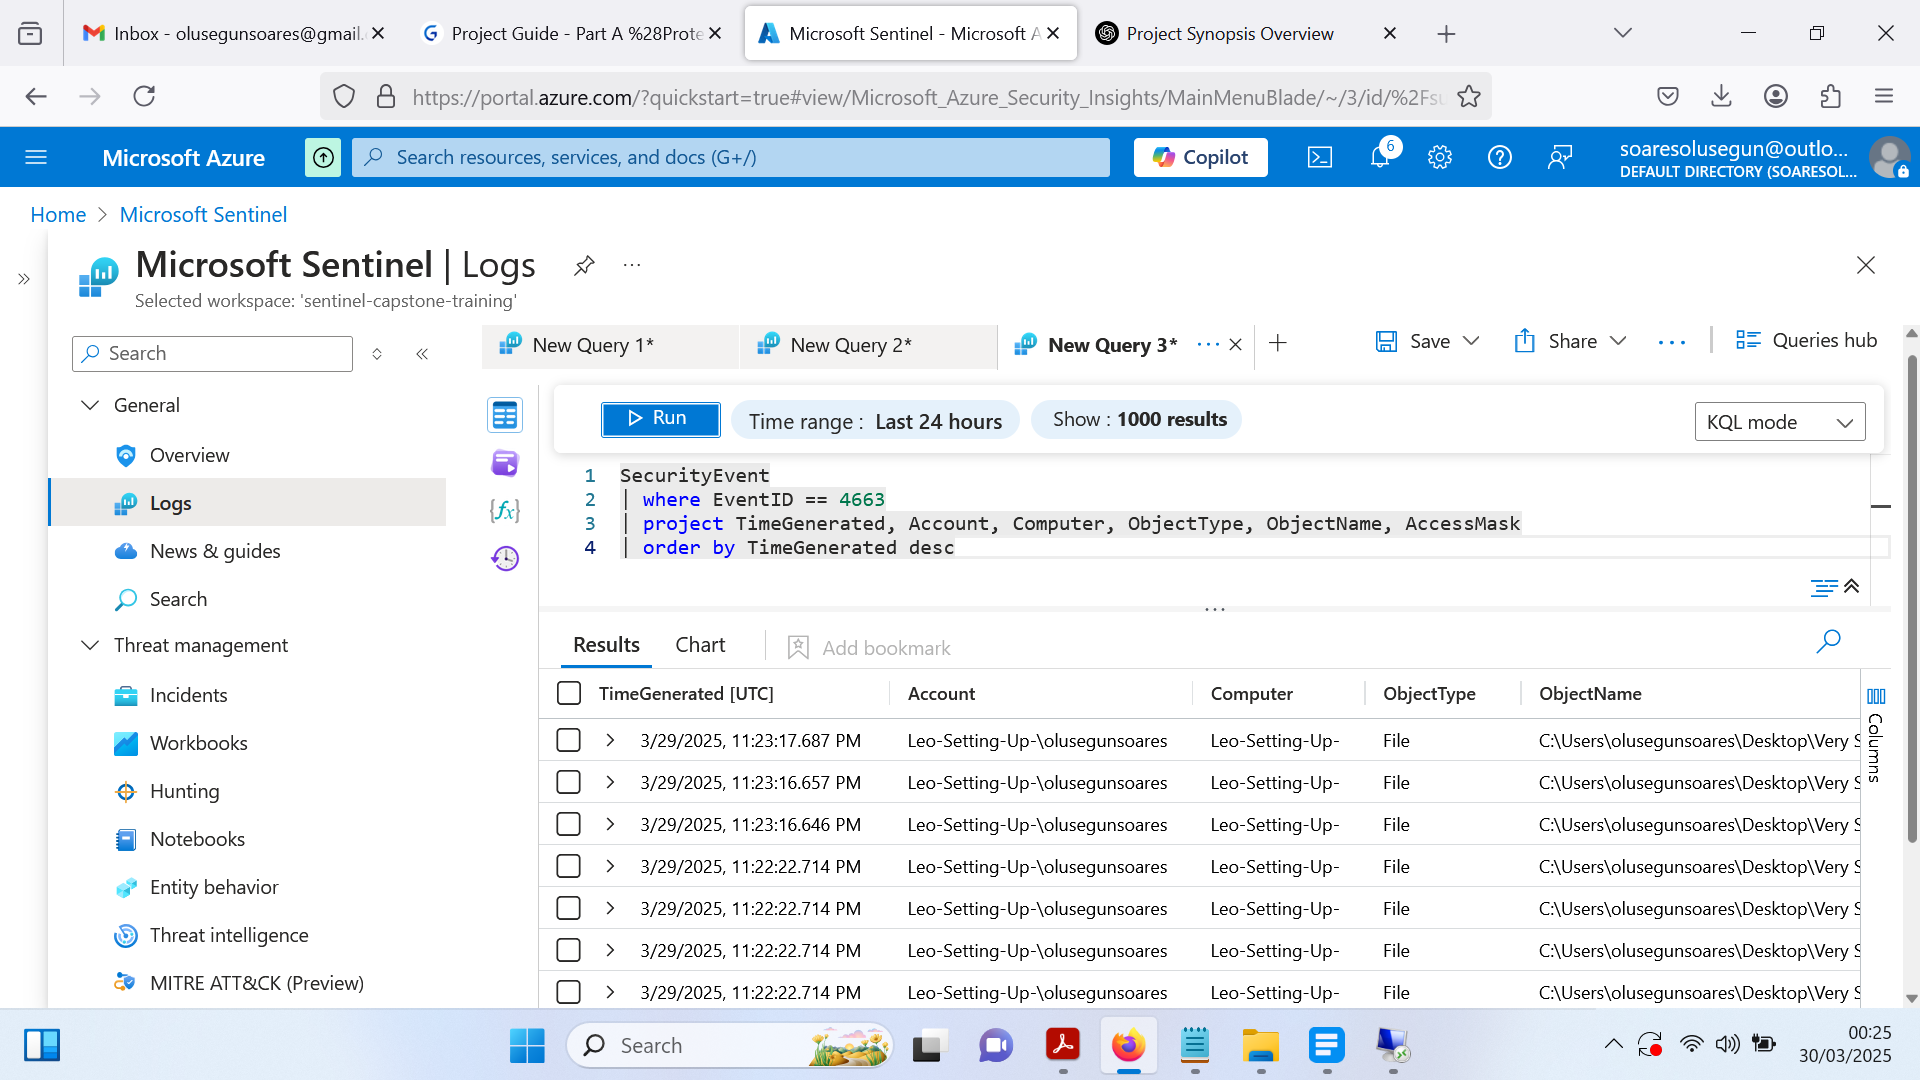 Inbox - olusegunsoares@gmail.c
Project Guide - Part A %28Prote
Microsoft Sentinel - Microsoft A
Project Synopsis Overview
https://portal.azure.com/?quickstart=true#view/Microsoft_Azure_Security_Insights/MainMenuBlade/~/3/id/%2Fsu
Microsoft Azure
Search resources, services, and docs (G+/)
Copilot
6
soaresolusegun@outlo...
DEFAULT DIRECTORY (SOARESOL...
Home > Microsoft Sentinel
Microsoft Sentinel | Logs
...
Selected workspace: 'sentinel-capstone-training'
Search
General
Overview
Logs
News & guides
Search
Threat management
Incidents
Workbooks
Hunting
Notebooks
Entity behavior
Threat intelligence
MITRE ATT&CK (Preview)
New Query 1*
New Query 2*
New Query 3*
Save
Share
Queries hub
Run
Time range : Last 24 hours
Show : 1000 results
KQL mode
1 SecurityEvent
2 | where EventID == 4663
3 | project TimeGenerated, Account, Computer, ObjectType, ObjectName, AccessMask
4 | order by TimeGenerated desc
Results
Chart
Add bookmark
TimeGenerated [UTC] Account Computer ObjectType ObjectName
3/29/2025, 11:23:17.687 PM Leo-Setting-Up-\olusegunsoares Leo-Setting-Up- File C:\Users\olusegunsoares\Desktop\Very S
3/29/2025, 11:23:16.657 PM Leo-Setting-Up-\olusegunsoares Leo-Setting-Up- File C:\Users\olusegunsoares\Desktop\Very S
3/29/2025, 11:23:16.646 PM Leo-Setting-Up-\olusegunsoares Leo-Setting-Up- File C:\Users\olusegunsoares\Desktop\Very S
3/29/2025, 11:22:22.714 PM Leo-Setting-Up-\olusegunsoares Leo-Setting-Up- File C:\Users\olusegunsoares\Desktop\Very S
3/29/2025, 11:22:22.714 PM Leo-Setting-Up-\olusegunsoares Leo-Setting-Up- File C:\Users\olusegunsoares\Desktop\Very S
3/29/2025, 11:22:22.714 PM Leo-Setting-Up-\olusegunsoares Leo-Setting-Up- File C:\Users\olusegunsoares\Desktop\Very S
3/29/2025, 11:22:22.714 PM Leo-Setting-Up-\olusegunsoares Leo-Setting-Up- File C:\Users\olusegunsoares\Desktop\Very S
Columns
Search
00:25
30/03/2025